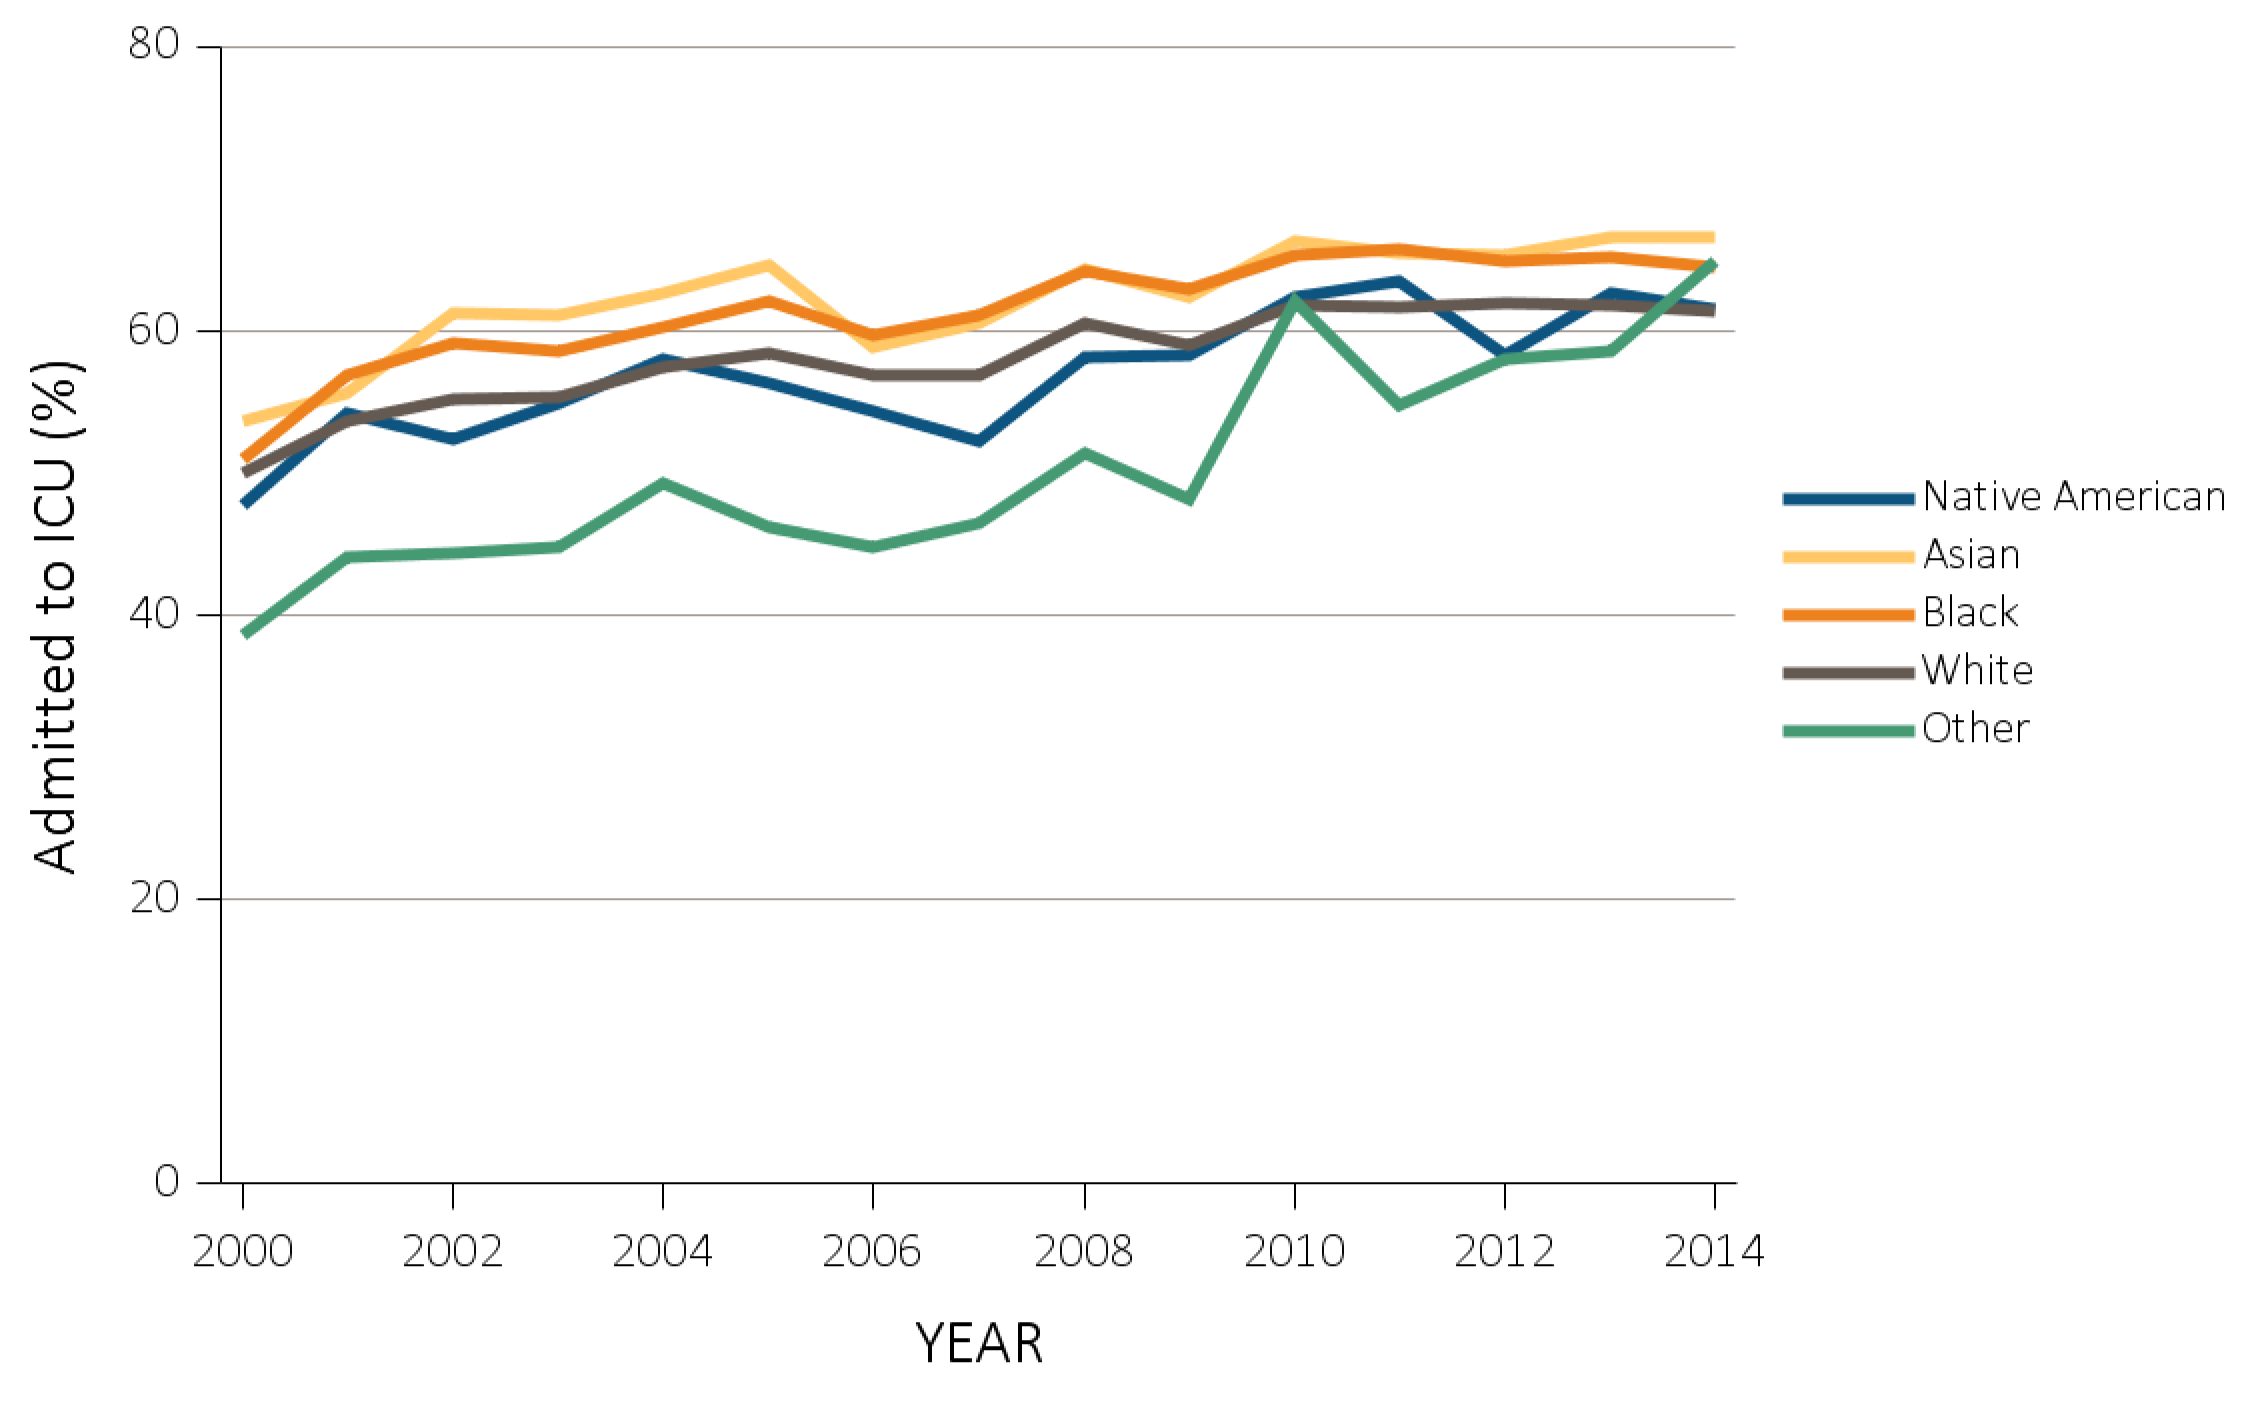 80
60
40
20
0
Admitted to ICU (%)
2000 2002 2004 2006 2008 2010 2012 2014
YEAR
Native American
Asian
Black
White
Other